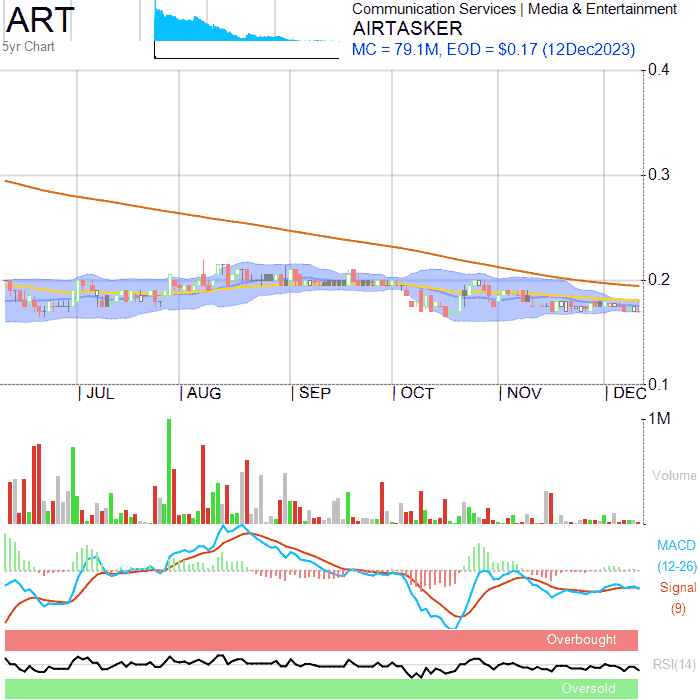 ART
5yr Chart
Communication Services | Media & Entertainment
AIRTASKER
MC = 79.1M, EOD = $0.17 (12Dec2023)
0.4
0.3
0.2
0.1
| JUL | AUG | SEP | OCT | NOV | DEC
1M
Volume
MACD
(12-26)
Signal
(9)
Overbought
RSI(14)
Oversold